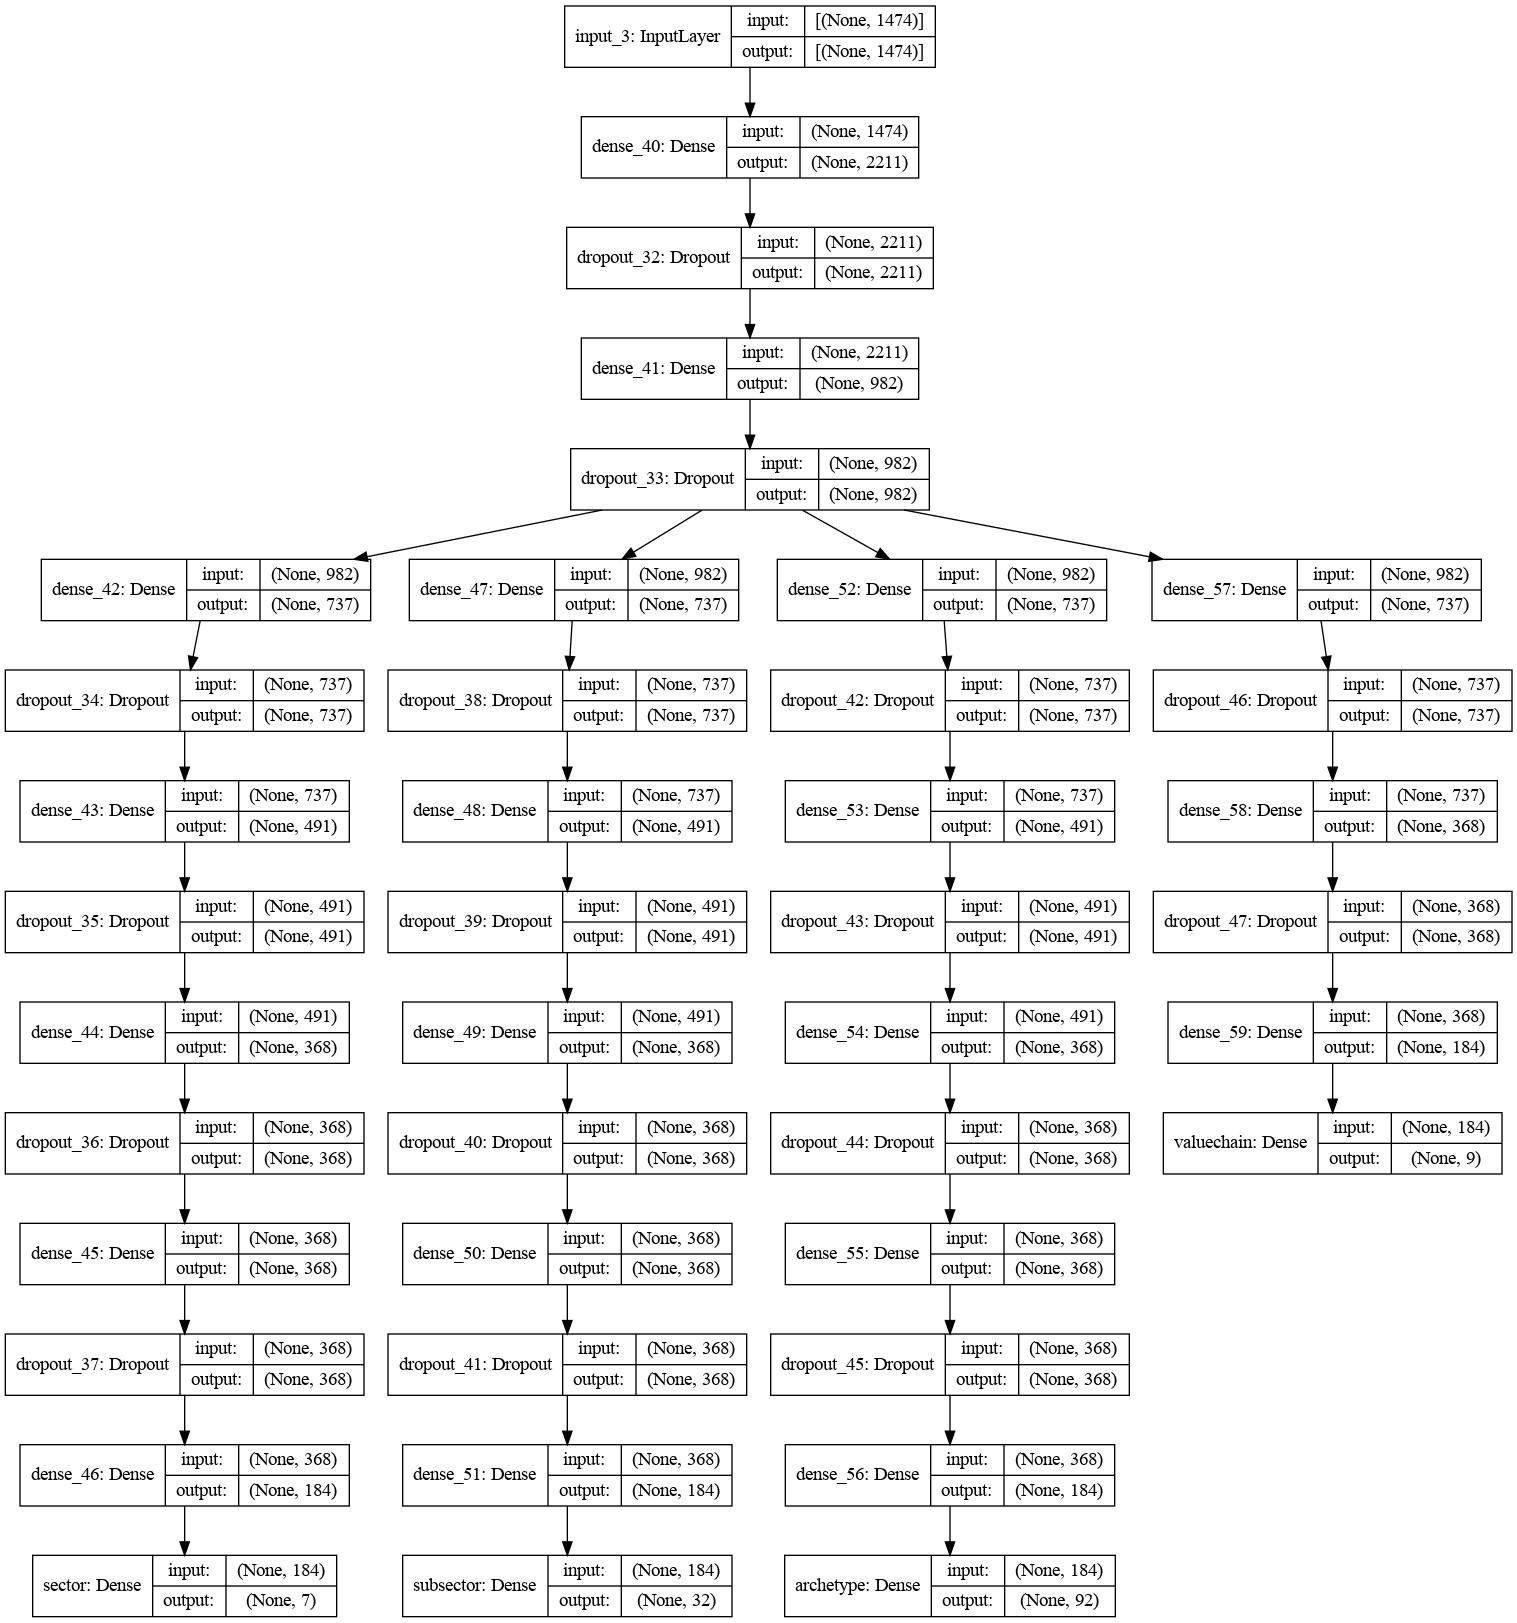 input_3: InputLayer
input: [(None, 1474)]
output: [(None, 1474)]
dense_40: Dense
input: (None, 1474)
output: (None, 2211)
dropout_32: Dropout
input: (None, 2211)
output: (None, 2211)
dense_41: Dense
input: (None, 2211)
output: (None, 982)
dropout_33: Dropout
input: (None, 982)
output: (None, 982)
dense_42: Dense
input: (None, 982)
output: (None, 737)
dense_47: Dense
input: (None, 982)
output: (None, 737)
dense_52: Dense
input: (None, 982)
output: (None, 737)
dense_57: Dense
input: (None, 982)
output: (None, 737)
dropout_34: Dropout
input: (None, 737)
output: (None, 737)
dropout_38: Dropout
input: (None, 737)
output: (None, 737)
dropout_42: Dropout
input: (None, 737)
output: (None, 737)
dropout_46: Dropout
input: (None, 737)
output: (None, 737)
dense_43: Dense
input: (None, 737)
output: (None, 491)
dense_48: Dense
input: (None, 737)
output: (None, 491)
dense_53: Dense
input: (None, 737)
output: (None, 491)
dense_58: Dense
input: (None, 737)
output: (None, 368)
dropout_35: Dropout
input: (None, 491)
output: (None, 491)
dropout_39: Dropout
input: (None, 491)
output: (None, 491)
dropout_43: Dropout
input: (None, 491)
output: (None, 491)
dropout_47: Dropout
input: (None, 368)
output: (None, 368)
dense_44: Dense
input: (None, 491)
output: (None, 368)
dense_49: Dense
input: (None, 491)
output: (None, 368)
dense_54: Dense
input: (None, 491)
output: (None, 368)
dense_59: Dense
input: (None, 368)
output: (None, 184)
dropout_36: Dropout
input: (None, 368)
output: (None, 368)
dropout_40: Dropout
input: (None, 368)
output: (None, 368)
dropout_44: Dropout
input: (None, 368)
output: (None, 368)
valuechain: Dense
input: (None, 184)
output: (None, 9)
dense_45: Dense
input: (None, 368)
output: (None, 368)
dense_50: Dense
input: (None, 368)
output: (None, 368)
dense_55: Dense
input: (None, 368)
output: (None, 368)
dropout_37: Dropout
input: (None, 368)
output: (None, 368)
dropout_41: Dropout
input: (None, 368)
output: (None, 368)
dropout_45: Dropout
input: (None, 368)
output: (None, 368)
dense_46: Dense
input: (None, 368)
output: (None, 184)
dense_51: Dense
input: (None, 368)
output: (None, 184)
dense_56: Dense
input: (None, 368)
output: (None, 184)
sector: Dense
input: (None, 184)
output: (None, 7)
subsector: Dense
input: (None, 184)
output: (None, 32)
archetype: Dense
input: (None, 184)
output: (None, 92)